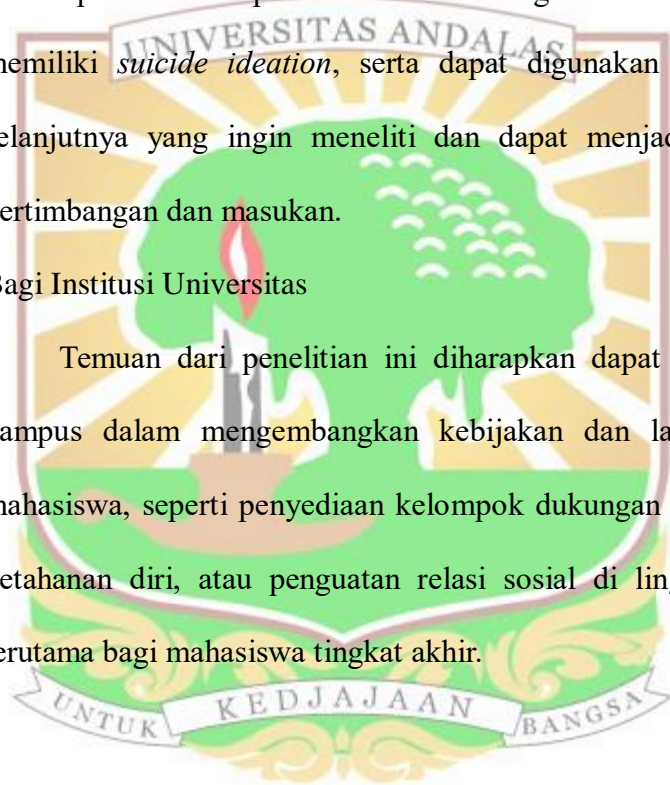 UNIVERSITAS ANDALAS
memiliki suicide ideation, serta dapat digunakan
selanjutnya yang ingin meneliti dan dapat menjad
pertimbangan dan masukan.
Bagi Institusi Universitas
Temuan dari penelitian ini diharapkan dapat
kampus dalam mengembangkan kebijakan dan la
mahasiswa, seperti penyediaan kelompok dukungan
ketahanan diri, atau penguatan relasi sosial di ling
terutama bagi mahasiswa tingkat akhir.
UNTUK KEDJAJAAN BANGSA